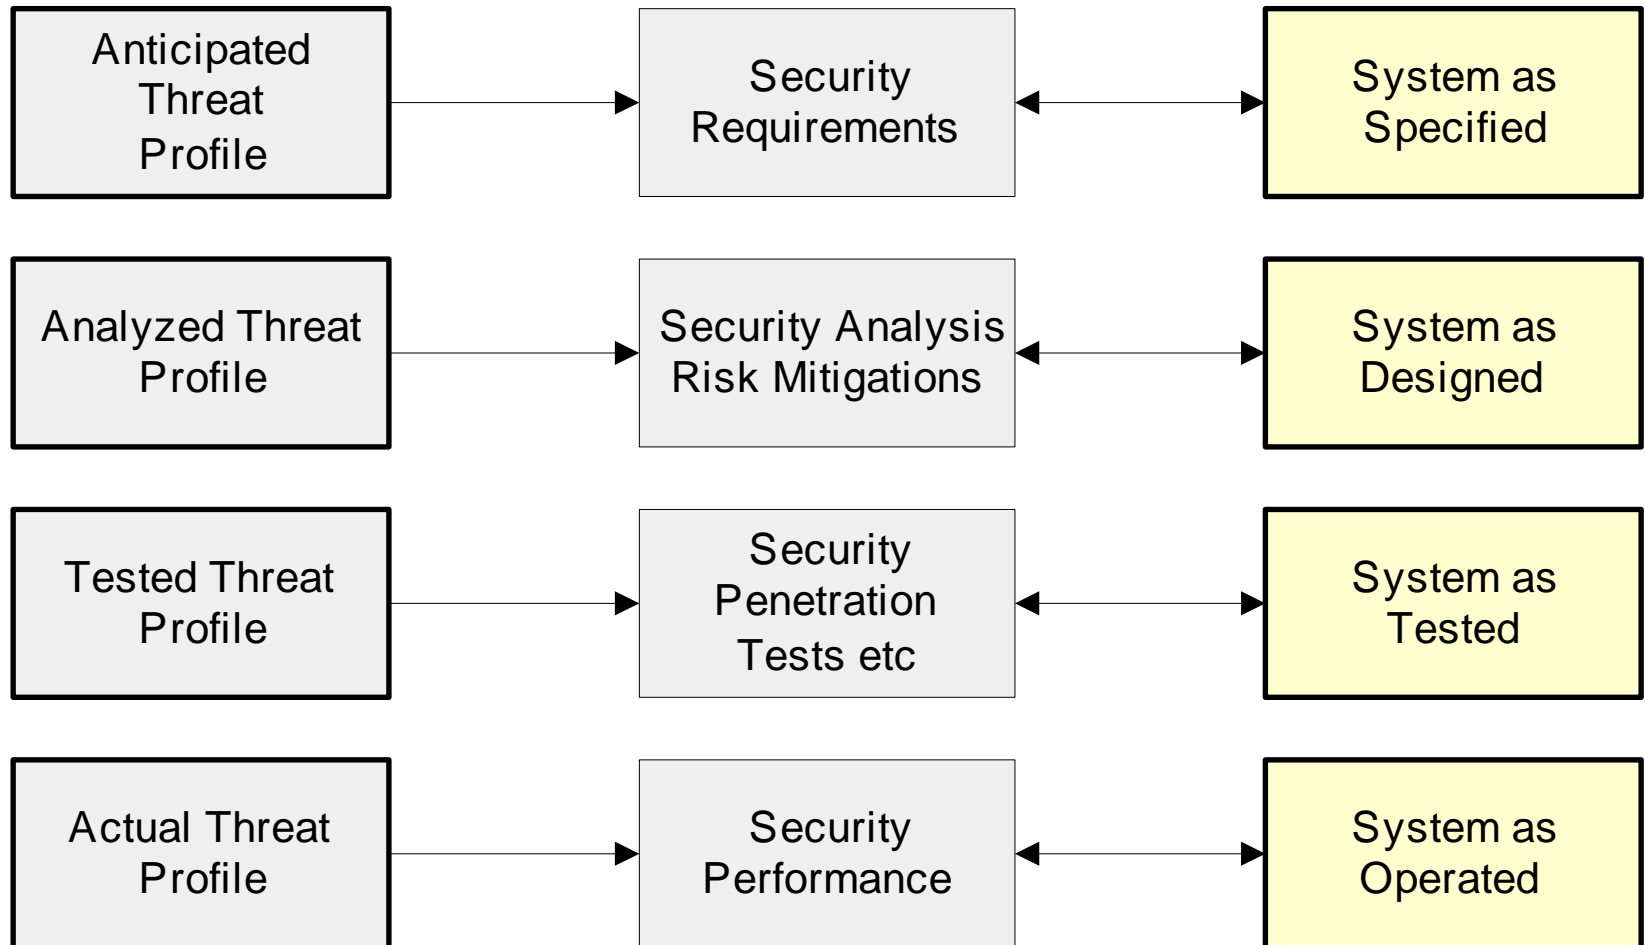 Anticipated
Threat
Profile
Security
Requirements
System as
Specified
Analyzed Threat
Profile
Security Analysis
Risk Mitigations
System as
Designed
Tested Threat
Profile
Security
Penetration
Tests etc
System as
Tested
Actual Threat
Profile
Security
Performance
System as
Operated